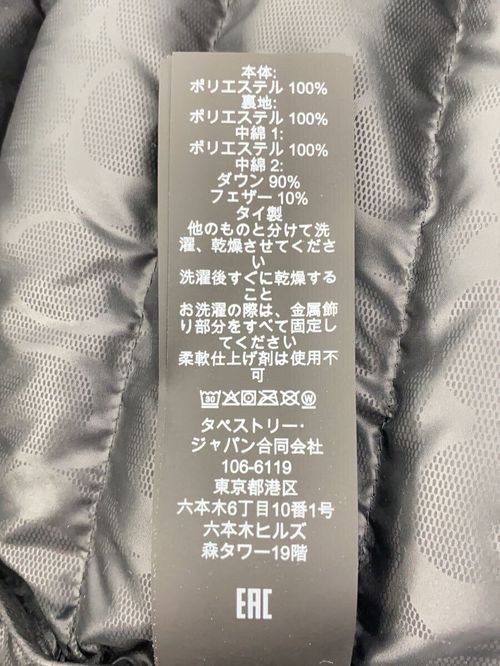 本体:
ポリエステル 100%
裏地:
ポリエステル 100%
中綿 1:
ポリエステル 100%
中綿 2:
ダウン 90%
フェザー 10%
タイ製
他のものと分けて洗
濯、乾燥させてくださ
い
洗濯後すぐに乾燥する
こと
お洗濯の際は、金属飾
り部分をすべて固定し
てください
柔軟仕上げ剤は使用不
可
30 W
タペストリー・
ジャパン合同会社
106-6119
東京都港区
六本木6丁目10番1号
六本木ヒルズ
森タワー19階
EAC